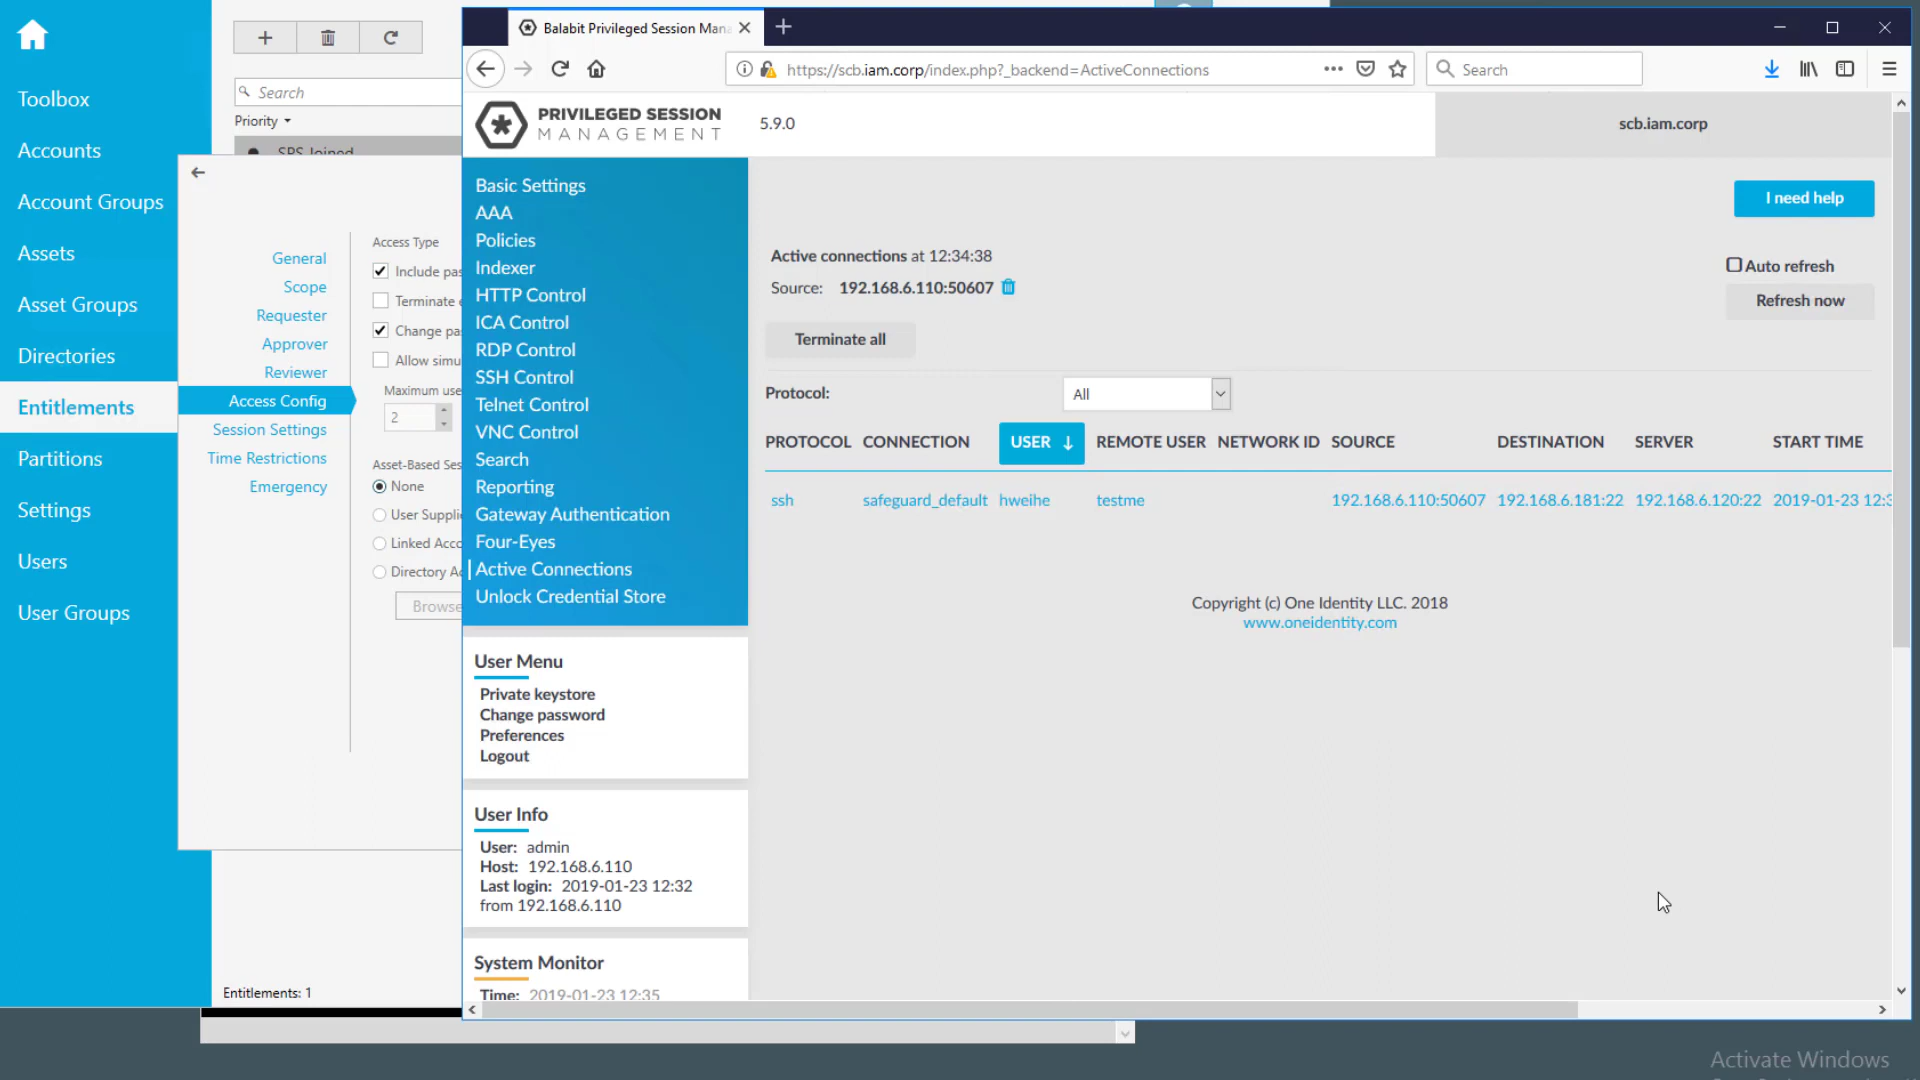 Toolbox
Accounts
Account Groups
Assets
Asset Groups
Directories
Entitlements
Partitions
Settings
Users
User Groups
Search
Priority
SPS Joined
General
Scope
Requester
Approver
Reviewer
Access Config
Session Settings
Time Restrictions
Emergency
Access Type
Include pas
Terminate e
Change pa
Allow simu
Maximum use
2
Asset-Based Ses
None
User Supplie
Linked Acco
Directory Ac
Browse
Entitlements: 1
Balabit Privileged Session Mana
https://scb.iam.corp/index.php?_backend=ActiveConnections
Search
PRIVILEGED SESSION
MANAGEMENT
5.9.0
scb.iam.corp
Basic Settings
AAA
Policies
Indexer
HTTP Control
ICA Control
RDP Control
SSH Control
Telnet Control
VNC Control
Search
Reporting
Gateway Authentication
Four-Eyes
Active Connections
Unlock Credential Store
User Menu
Private keystore
Change password
Preferences
Logout
User Info
User: admin
Host: 192.168.6.110
Last login: 2019-01-23 12:32
from 192.168.6.110
System Monitor
Time: 2019-01-23 12:35
I need help
Active connections at 12:34:38
Source: 192.168.6.110:50607
Auto refresh
Refresh now
Terminate all
Protocol: All
PROTOCOL CONNECTION USER ↓ REMOTE USER NETWORK ID SOURCE DESTINATION SERVER START TIME
ssh safeguard_default hweihe testme 192.168.6.110:50607 192.168.6.181:22 192.168.6.120:22 2019-01-23 12:3
Copyright (c) One Identity LLC. 2018
www.oneidentity.com
Activate Windows